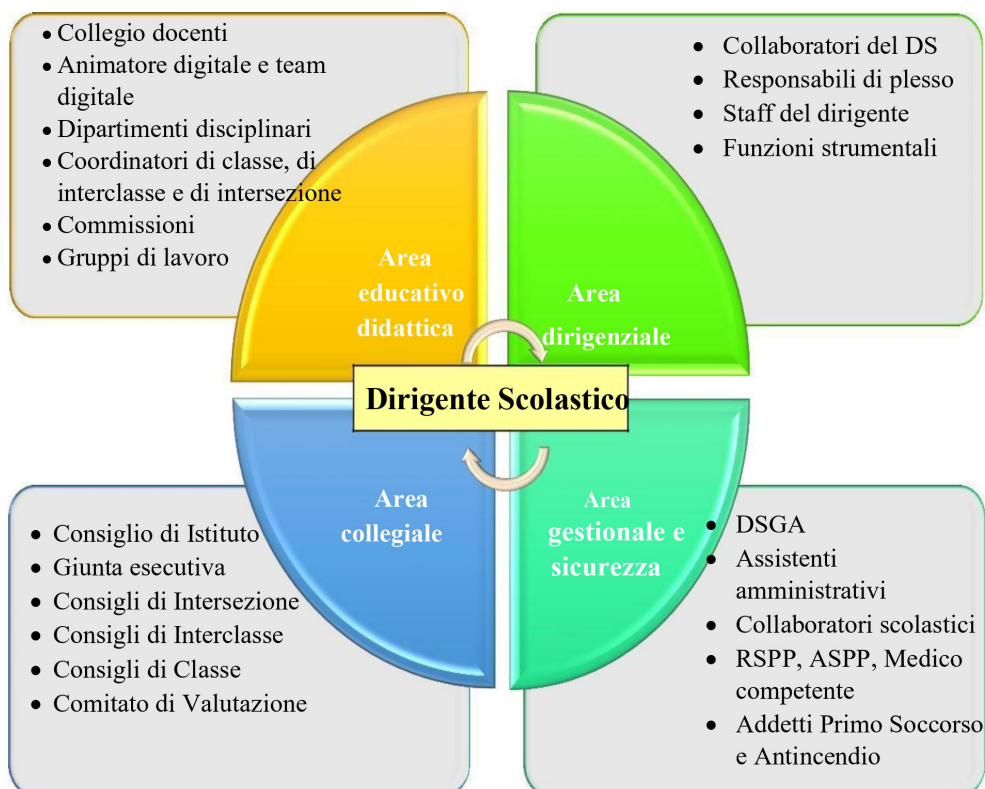 • Collegio docenti
• Animatore digitale e team
digitale
• Dipartimenti disciplinari
• Coordinatori di classe, di
interclasse e di intersezione
• Commissioni
• Gruppi di lavoro
• Collaboratori del DS
• Responsabili di plesso
• Staff del dirigente
• Funzioni strumentali
Area
educativo
didattica
Area
dirigenziale
Dirigente Scolastico
Area
collegiale
Area
gestionale e
sicurezza
• Consiglio di Istituto
• Giunta esecutiva
• Consigli di Intersezione
• Consigli di Interclasse
• Consigli di Classe
• Comitato di Valutazione
• DSGA
• Assistenti
amministrativi
• Collaboratori scolastici
• RSPP, ASPP, Medico
competente
• Addetti Primo Soccorso
e Antincendio